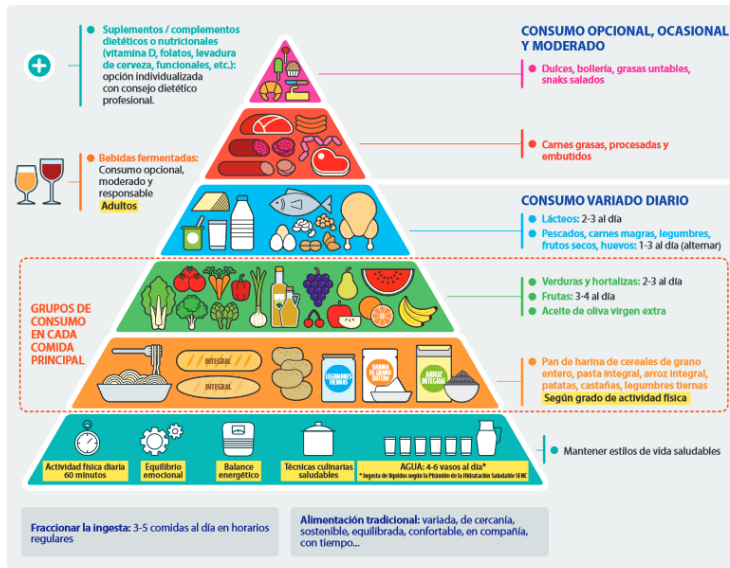 Suplementos / complementos
dietéticos o nutricionales
(vitamina D, folatos, levadura
de cerveza, funcionales, etc.):
opción individualizada
con consejo dietético
profesional.
CONSUMO OPCIONAL, OCASIONAL
Y MODERADO
Dulces, bollería, grasas untables,
snaks salados
Carnes grasas, procesadas y
embutidos
Bebidas fermentadas:
Consumo opcional,
moderado y
responsable
Adultos
CONSUMO VARIADO DIARIO
Lácteos: 2-3 al día
Pescados, carnes magras, legumbres,
frutos secos, huevos: 1-3 al día (alternar)
GRUPOS DE
CONSUMO
EN CADA
COMIDA
PRINCIPAL
Verduras y hortalizas: 2-3 al día
Frutas: 3-4 al día
Aceite de oliva virgen extra
INTEGRAL
INTEGRAL
LEGUMBRES
TIERNAS
HARINA
DE GRANO
ENTERO
ARROZ
INTEGRAL
Pan de harina de cereales de grano
entero, pasta integral, arroz integral,
patatas, castañas, legumbres tiernas
Según grado de actividad física
Actividad física diaria
60 minutos
Equilibrio
emocional
Balance
energético
Técnicas culinarias
saludables
AGUA: 4-6 vasos al día*
* Ingesta de líquidos según la Pirámide de la Hidratación Saludable SENC
Mantener estilos de vida saludables
Fraccionar la ingesta: 3-5 comidas al día en horarios
regulares
Alimentación tradicional: variada, de cercanía,
sostenible, equilibrada, confortable, en compañía,
con tiempo...